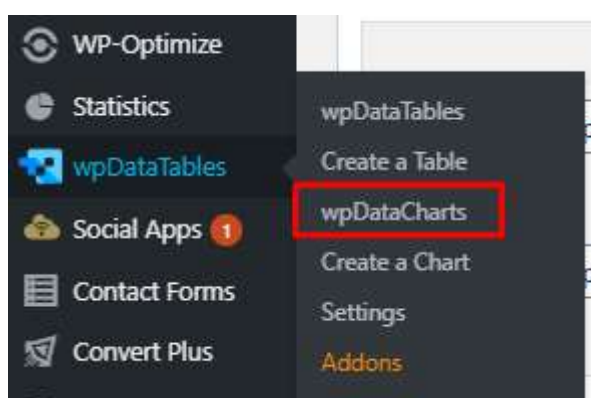 WP-Optimize
Statistics
wpDataTables
Social Apps 1
Contact Forms
Convert Plus
wpDataTables
Create a Table
wpDataCharts
Create a Chart
Settings
Addons